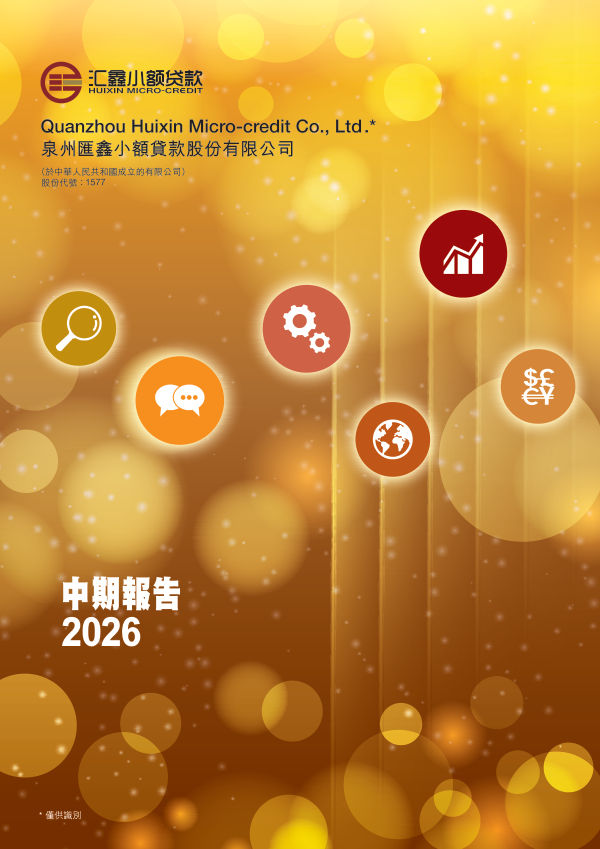 汇鑫小额贷款
HUIXIN MICRO-CREDIT
Quanzhou Huixin Micro-credit Co., Ltd.*
泉州匯鑫小額貸款股份有限公司
（於中華人民共和國成立的有限公司）
股份代號：1577
$£
€¥
中期報告
2026
* 僅供識別